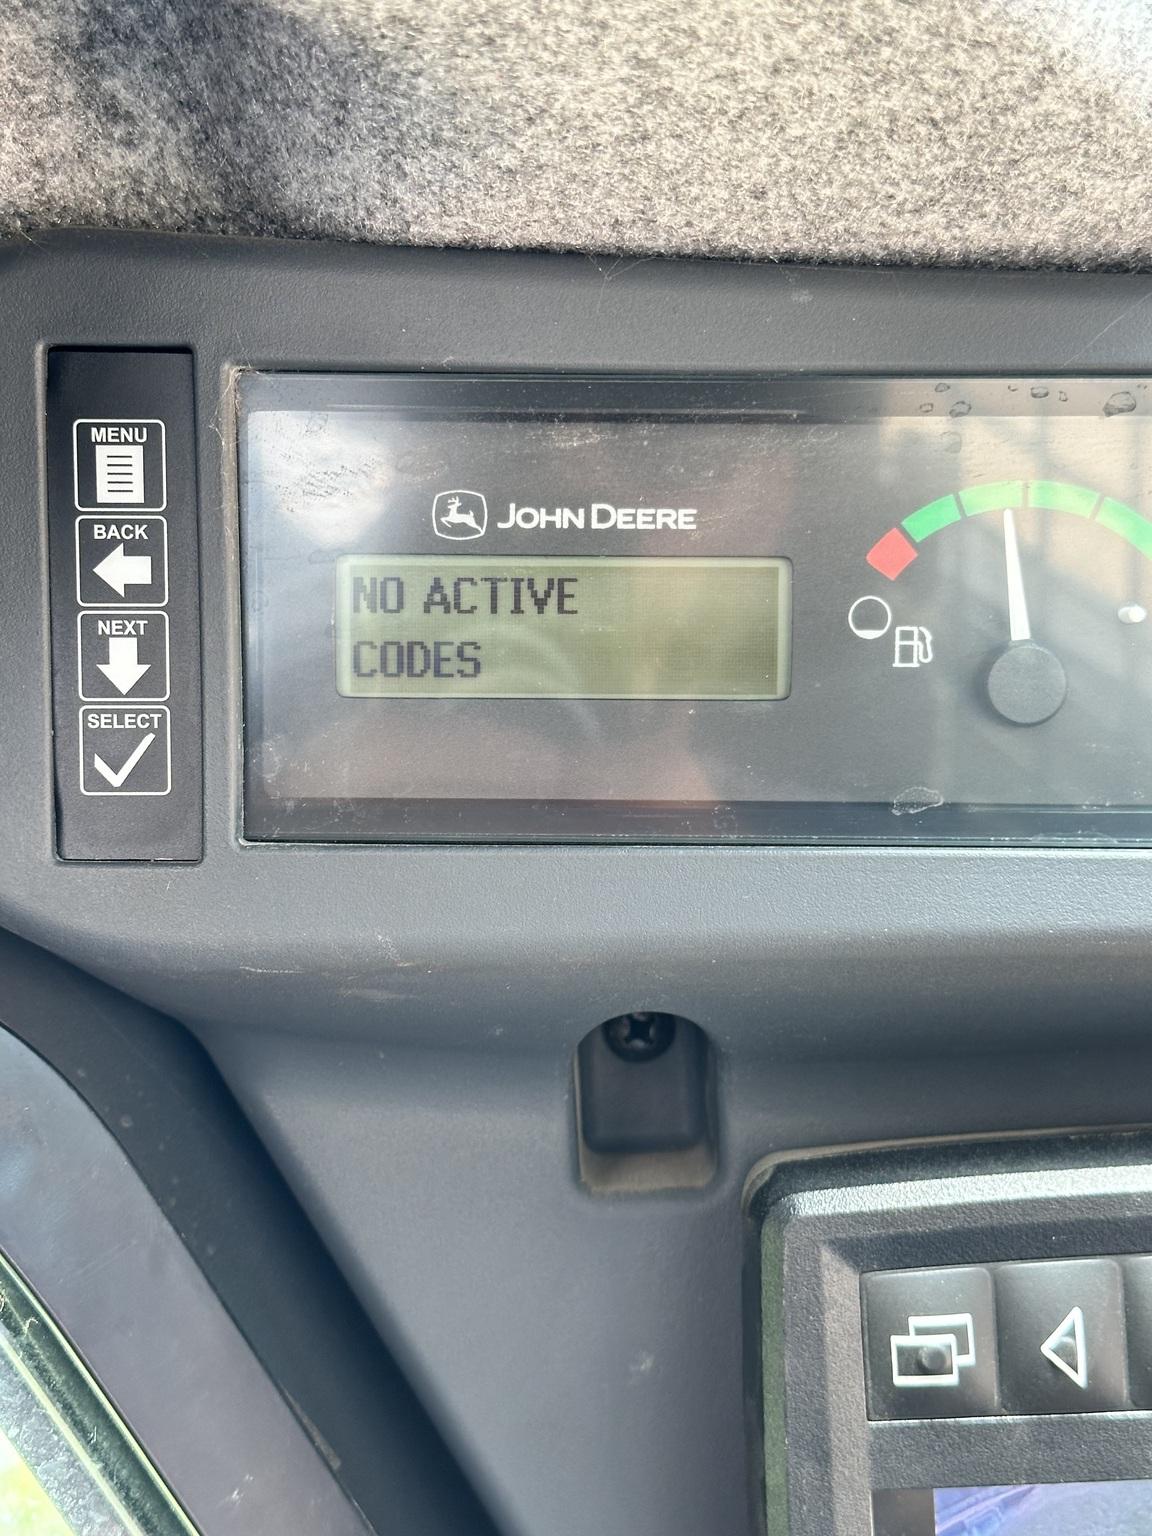 MENU
BACK
NEXT
SELECT
JOHN DEERE
NO ACTIVE
CODES